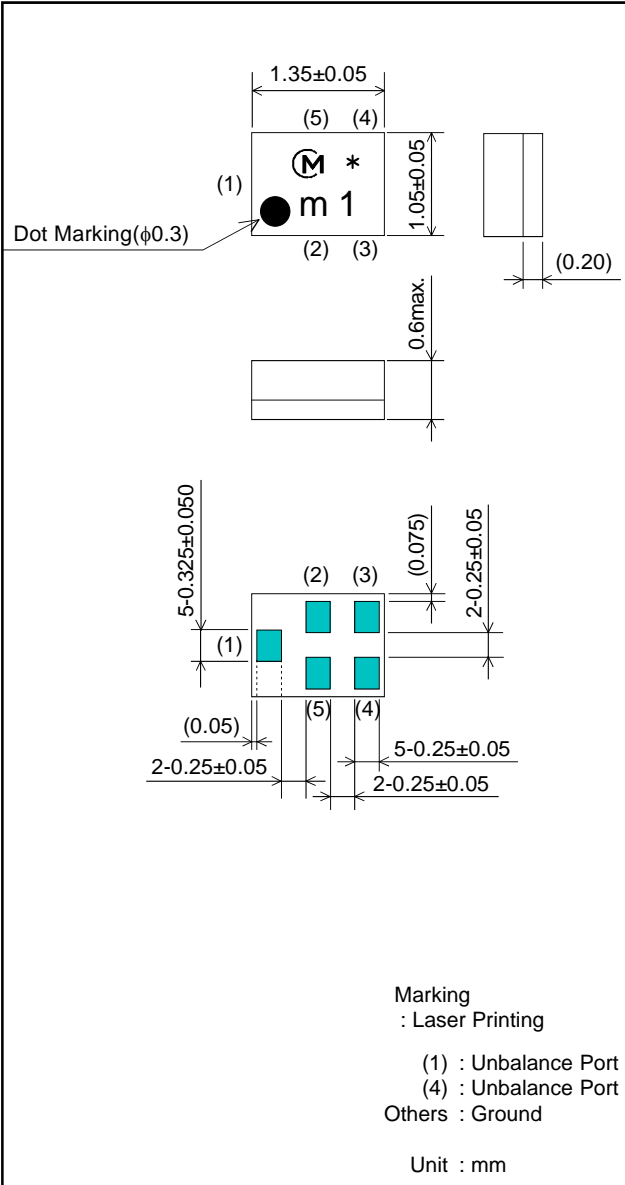 1.35±0.05
(5) (4)
M *
(1)
m 1
1.05±0.05
Dot Marking(ϕ0.3)
(2) (3)
(0.20)
0.6max.
5-0.325±0.050
(0.075)
2-0.25±0.05
(2) (3)
(1)
(5) (4)
(0.05)
5-0.25±0.05
2-0.25±0.05
2-0.25±0.05
Marking
: Laser Printing
(1) : Unbalance Port
(4) : Unbalance Port
Others : Ground
Unit : mm